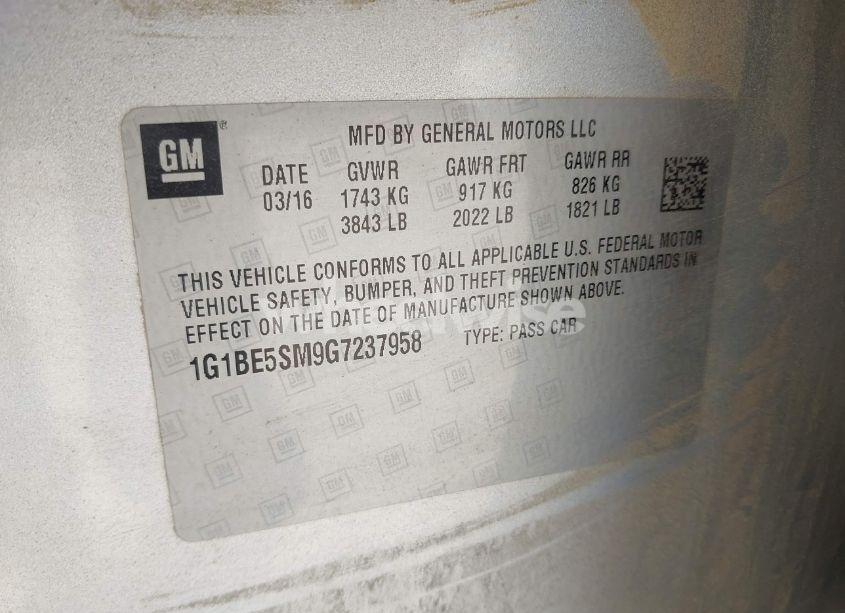 GM
MFD BY GENERAL MOTORS LLC
DATE GVWR GAWR FRT GAWR RR
03/16 1743 KG 917 KG 826 KG
3843 LB 2022 LB 1821 LB
THIS VEHICLE CONFORMS TO ALL APPLICABLE U.S. FEDERAL MOTOR
VEHICLE SAFETY, BUMPER, AND THEFT PREVENTION STANDARDS IN
EFFECT ON THE DATE OF MANUFACTURE SHOWN ABOVE.
1G1BE5SM9G7237958 TYPE: PASS CAR